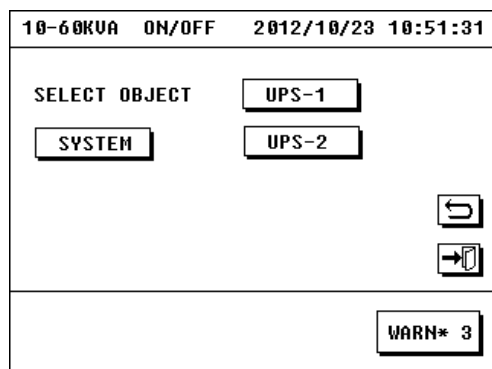 10-60KVA ON/OFF 2012/10/23 10:51:31
SELECT OBJECT UPS-1
SYSTEM UPS-2
WARN* 3